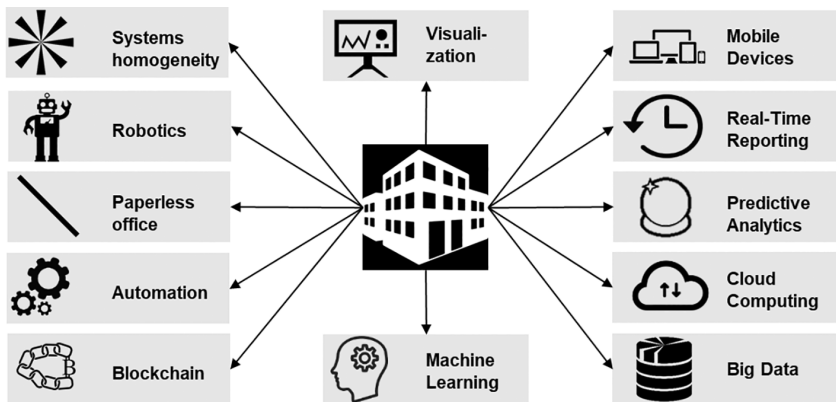 Systems
homogeneity
Robotics
Paperless
office
Automation
Blockchain
Visuali-
zation
Machine
Learning
Mobile
Devices
Real-Time
Reporting
Predictive
Analytics
Cloud
Computing
Big Data